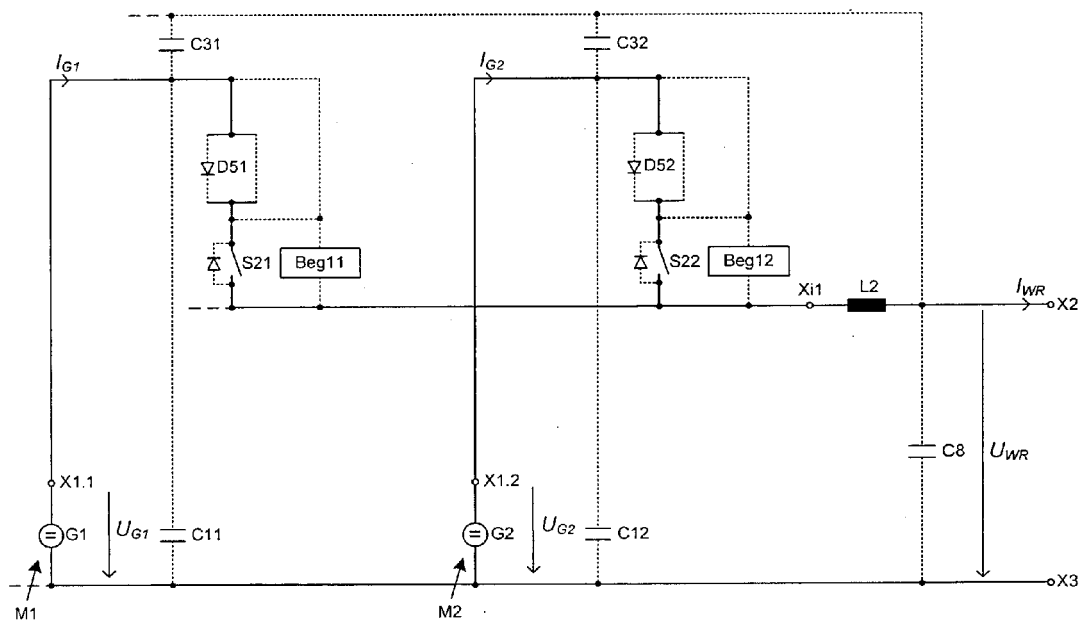 C31
C32
I_G1
I_G2
D51
D52
S21
Beg11
S22
Beg12
Xi1
L2
I_WR
X2
C8
U_WR
X1.1
X1.2
G1
U_G1
C11
G2
U_G2
C12
M1
M2
X3